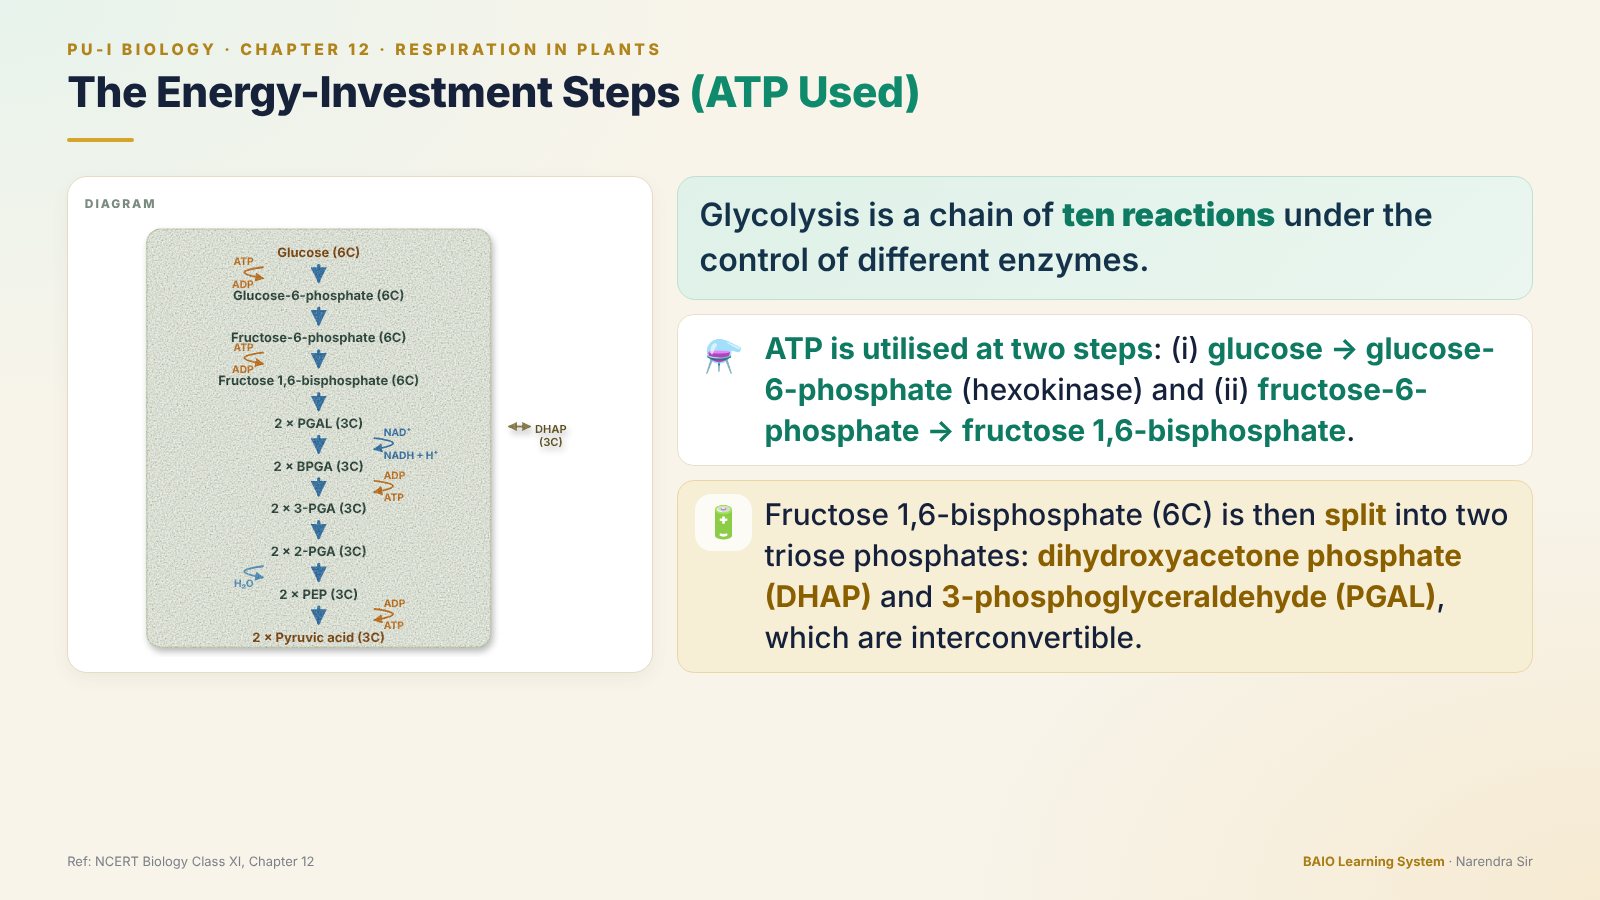 PU-I BIOLOGY · CHAPTER 12 · RESPIRATION IN PLANTS
The Energy-Investment Steps (ATP Used)
DIAGRAM
Glucose (6C)
ATP
ADP
Glucose-6-phosphate (6C)
Fructose-6-phosphate (6C)
ATP
ADP
Fructose 1,6-bisphosphate (6C)
2 × PGAL (3C)
DHAP
(3C)
NAD⁺
NADH + H⁺
2 × BPGA (3C)
ADP
ATP
2 × 3-PGA (3C)
2 × 2-PGA (3C)
H₂O
2 × PEP (3C)
ADP
ATP
2 × Pyruvic acid (3C)
Glycolysis is a chain of ten reactions under the
control of different enzymes.
ATP is utilised at two steps: (i) glucose → glucose-
6-phosphate (hexokinase) and (ii) fructose-6-
phosphate → fructose 1,6-bisphosphate.
Fructose 1,6-bisphosphate (6C) is then split into two
triose phosphates: dihydroxyacetone phosphate
(DHAP) and 3-phosphoglyceraldehyde (PGAL),
which are interconvertible.
Ref: NCERT Biology Class XI, Chapter 12
BAIO Learning System · Narendra Sir